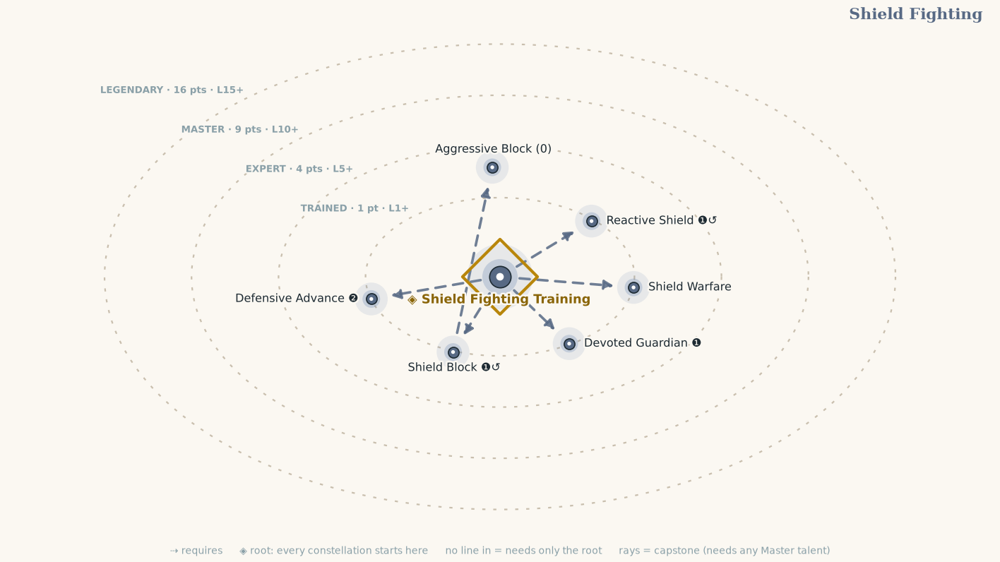 Shield Fighting
LEGENDARY · 16 pts · L15+
MASTER · 9 pts · L10+
Aggressive Block (0)
EXPERT · 4 pts · L5+
TRAINED · 1 pt · L1+
Reactive Shield ❶↺
Shield Warfare
Defensive Advance ❷
◈ Shield Fighting Training
Devoted Guardian ❶
Shield Block ❶↺
⇢ requires ◈ root: every constellation starts here no line in = needs only the root rays = capstone (needs any Master talent)